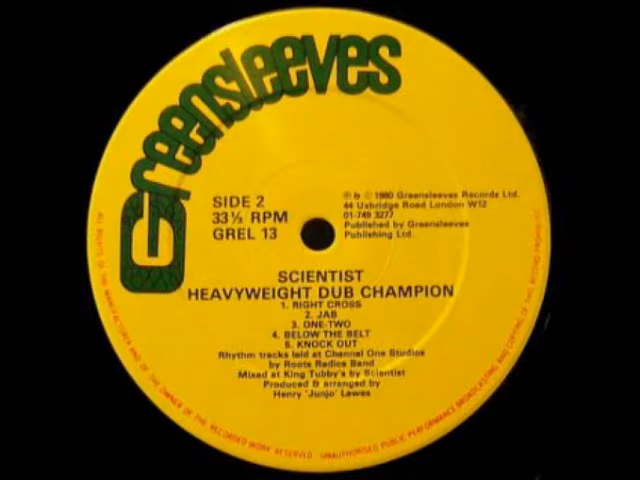 Greensleeves
SIDE 2
33⅓ RPM
GREL 13
℗ & © 1980 Greensleeves Records Ltd.
44 Uxbridge Road London W12
01-749 3277
Published by Greensleeves
Publishing Ltd.
SCIENTIST
HEAVYWEIGHT DUB CHAMPION
1. RIGHT CROSS
2. JAB
3. ONE-TWO
4. BELOW THE BELT
5. KNOCK OUT
Rhythm tracks laid at Channel One Studios
by Roots Radics Band
Mixed at King Tubby's by Scientist
Produced & arranged by
Henry 'Junjo' Lawes
ALL RIGHTS OF THE MANUFACTURER AND OF THE OWNER OF THE RECORDED WORK RESERVED · UNAUTHORISED PUBLIC PERFORMANCE BROADCASTING AND COPYING OF THIS RECORD PROHIBITED